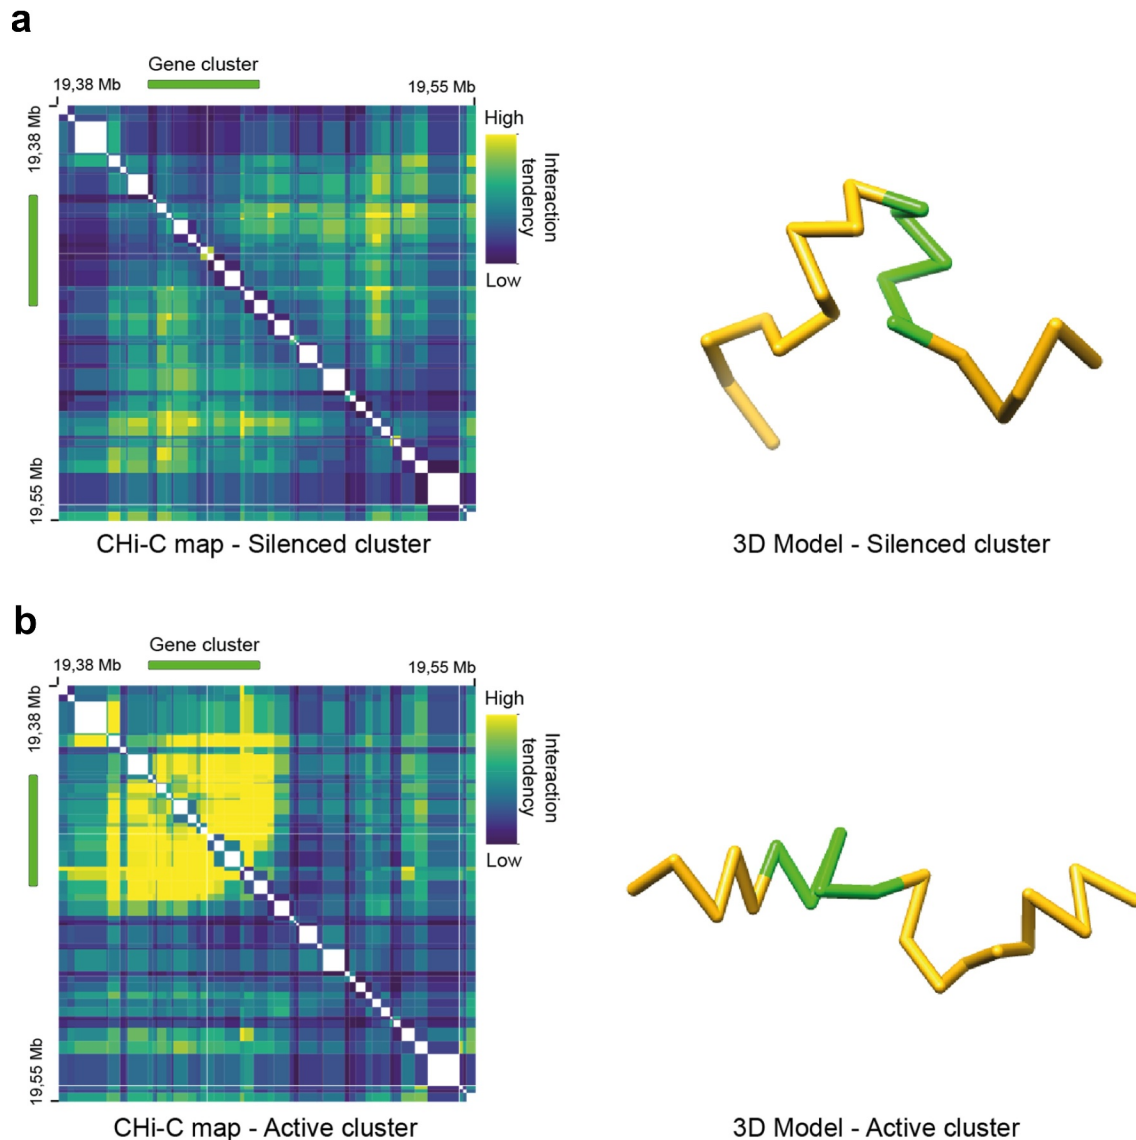 a
Gene cluster
19,38 Mb
19,55 Mb
19,38 Mb
19,55 Mb
High
Interaction
tendency
Low
CHi-C map - Silenced cluster
3D Model - Silenced cluster
b
Gene cluster
19,38 Mb
19,55 Mb
19,38 Mb
19,55 Mb
High
Interaction
tendency
Low
CHi-C map - Active cluster
3D Model - Active cluster